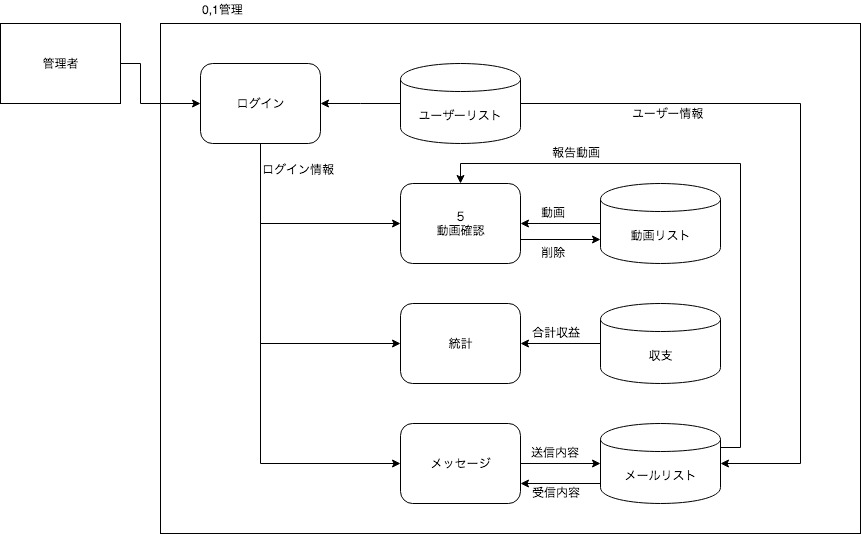 0,1管理
管理者
ログイン
ユーザーリスト
ユーザー情報
報告動画
ログイン情報
5
動画確認
動画
削除
動画リスト
統計
合計収益
収支
メッセージ
送信内容
受信内容
メールリスト